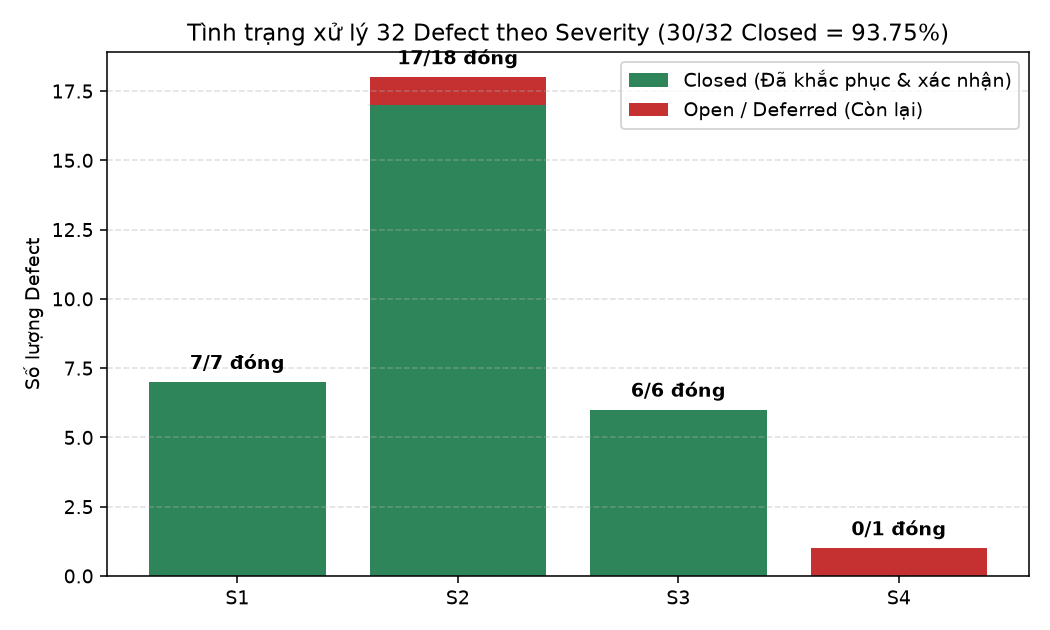 Tình trạng xử lý 32 Defect theo Severity (30/32 Closed = 93.75%)
17/18 đóng
Closed (Đã khắc phục & xác nhận)
Open / Deferred (Còn lại)
Số lượng Defect
17.5
15.0
12.5
10.0
7.5
5.0
2.5
0.0
7/7 đóng
6/6 đóng
0/1 đóng
S1
S2
S3
S4